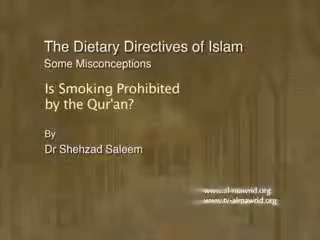 The Dietary Directives of Islam
Some Misconceptions
Is Smoking Prohibited
by the Qur'an?
By
Dr Shehzad Saleem
www.al-mawrid.org
www.tv-almawrid.org